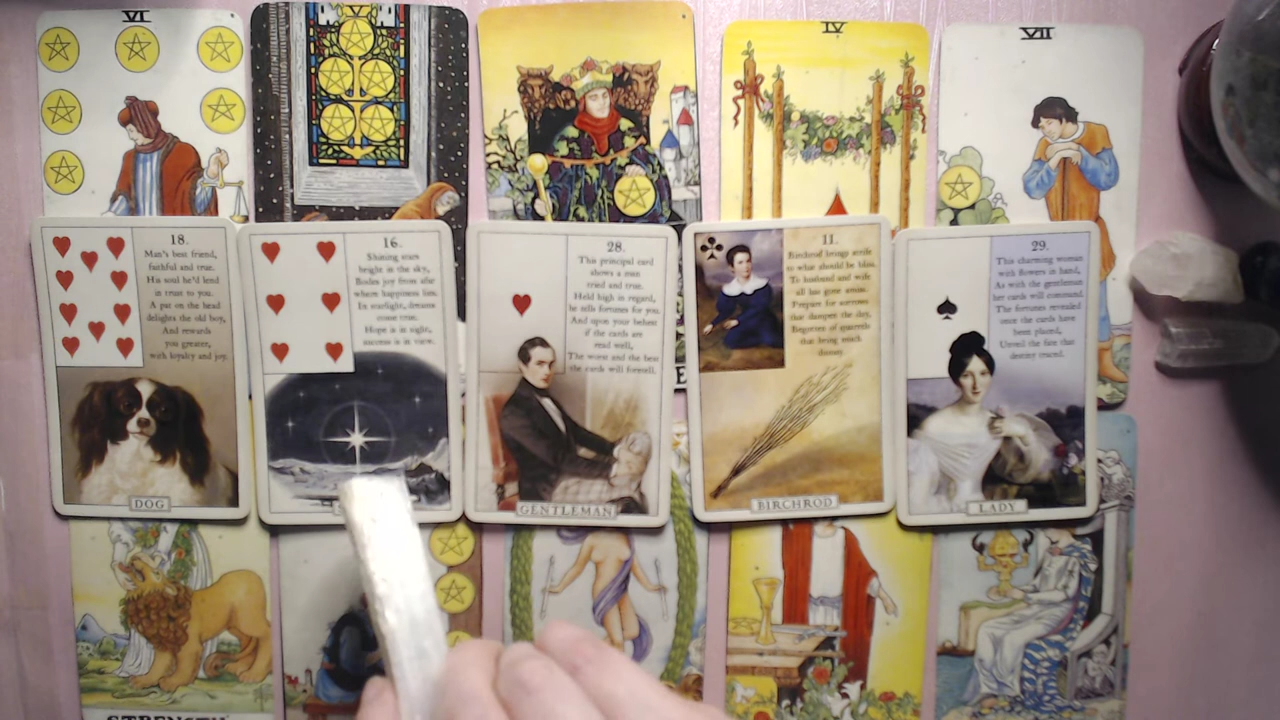 VI
IV
VII
18.
Man's best friend,
faithful and true.
His soul he'd lend
in trust to you.
A pat on the head
delights the old boy,
And rewards
you greater,
with loyalty and joy.
DOG
16.
Shining stars
bright in the sky,
Bodes joy from afar
where happiness lies.
In starlight, dreams
come true.
Hope is in sight,
success is in view.
28.
This principal card
shows a man
tried and true.
Held high in regard,
he tells fortunes for you.
And upon your behest
if the cards are
read well,
The worst and the best
the cards will foretell.
GENTLEMAN
11.
Birchrod brings strife
to what should be bliss.
To husband and wife
all has gone amiss.
Prepare for sorrows
that dampen the day,
Begotten of quarrels
that bring much
dismay.
BIRCHROD
29.
This charming woman
with flowers in hand,
As with the gentleman
her cards will command.
The fortunes revealed
once the cards have
been placed,
Unveil the fate that
destiny traced.
LADY
E
STRENGTH